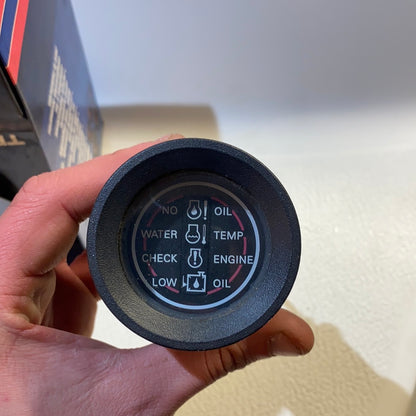 NO OIL
WATER TEMP.
CHECK ENGINE
LOW OIL